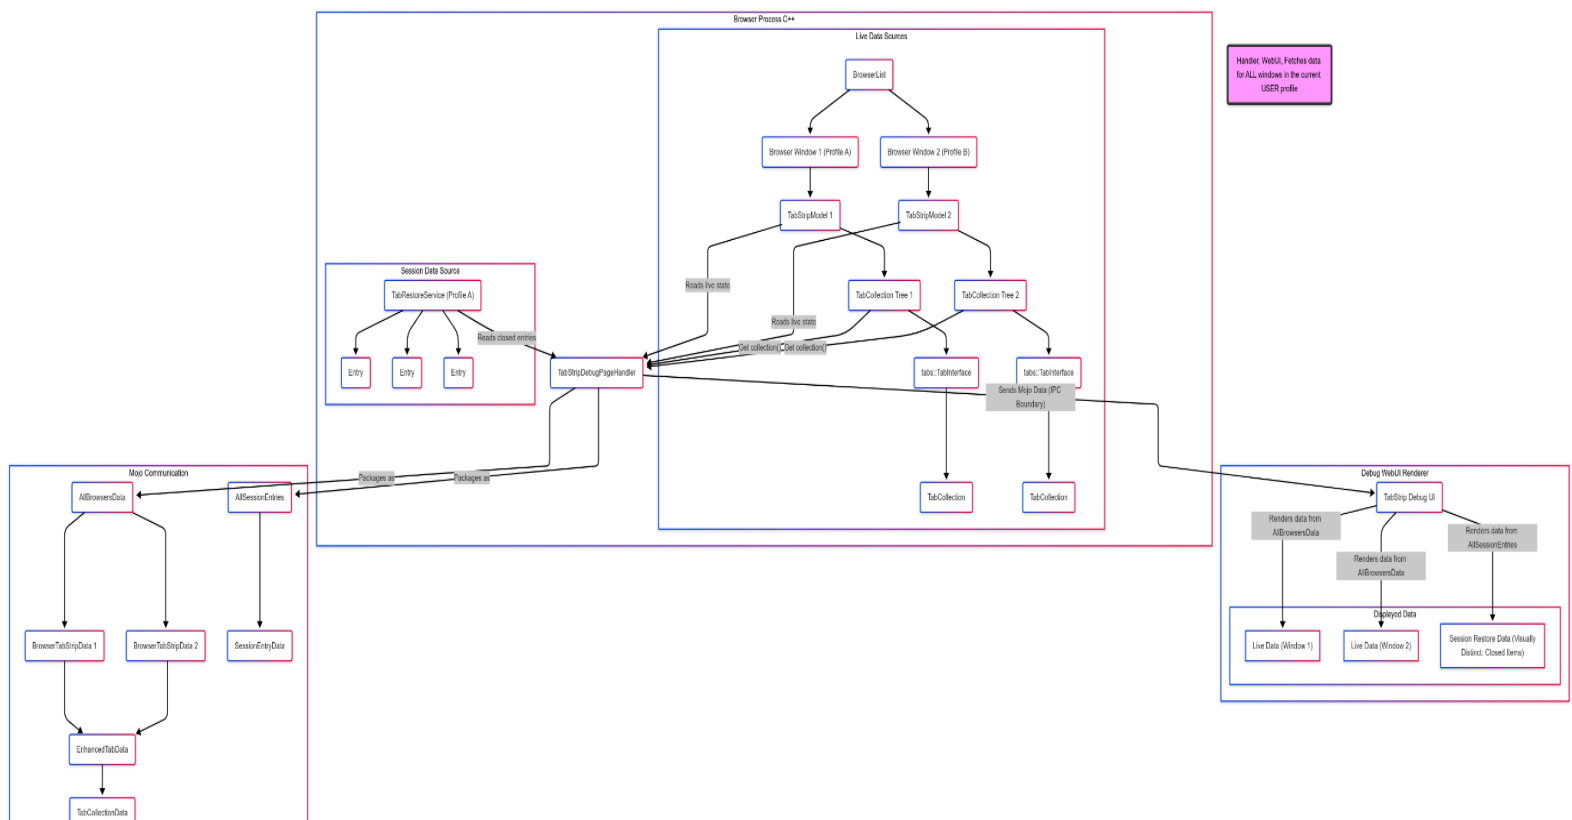 Browser Process C++
Live Data Sources
BrowserList
Handler, WebUI, Fetches data
for ALL windows in the current
USER profile
Browser Window 1 (Profile A)
Browser Window 2 (Profile B)
TabStripModel 1
TabStripModel 2
Session Data Source
TabRestoreService (Profile A)
Reads live state
TabCollection Tree 1
TabCollection Tree 2
Reads live state
Reads closed entries
Get collection()
Get collection()
Entry
Entry
Entry
TabStripDebugPageHandler
tabs::TabInterface
tabs::TabInterface
Sends Mojo Data (IPC
Boundary)
Mojo Communication
Packages as
Packages as
AllBrowsersData
AllSessionEntries
TabCollection
TabCollection
Debug WebUI Renderer
TabStrip Debug UI
Renders data from
AllBrowsersData
Renders data from
AllSessionEntries
Renders data from
AllBrowsersData
Displayed Data
BrowserTabStripData 1
BrowserTabStripData 2
SessionEntryData
Live Data (Window 1)
Live Data (Window 2)
Session Restore Data (Visually
Distinct: Closed Items)
EnhancedTabData
TabCollectionData